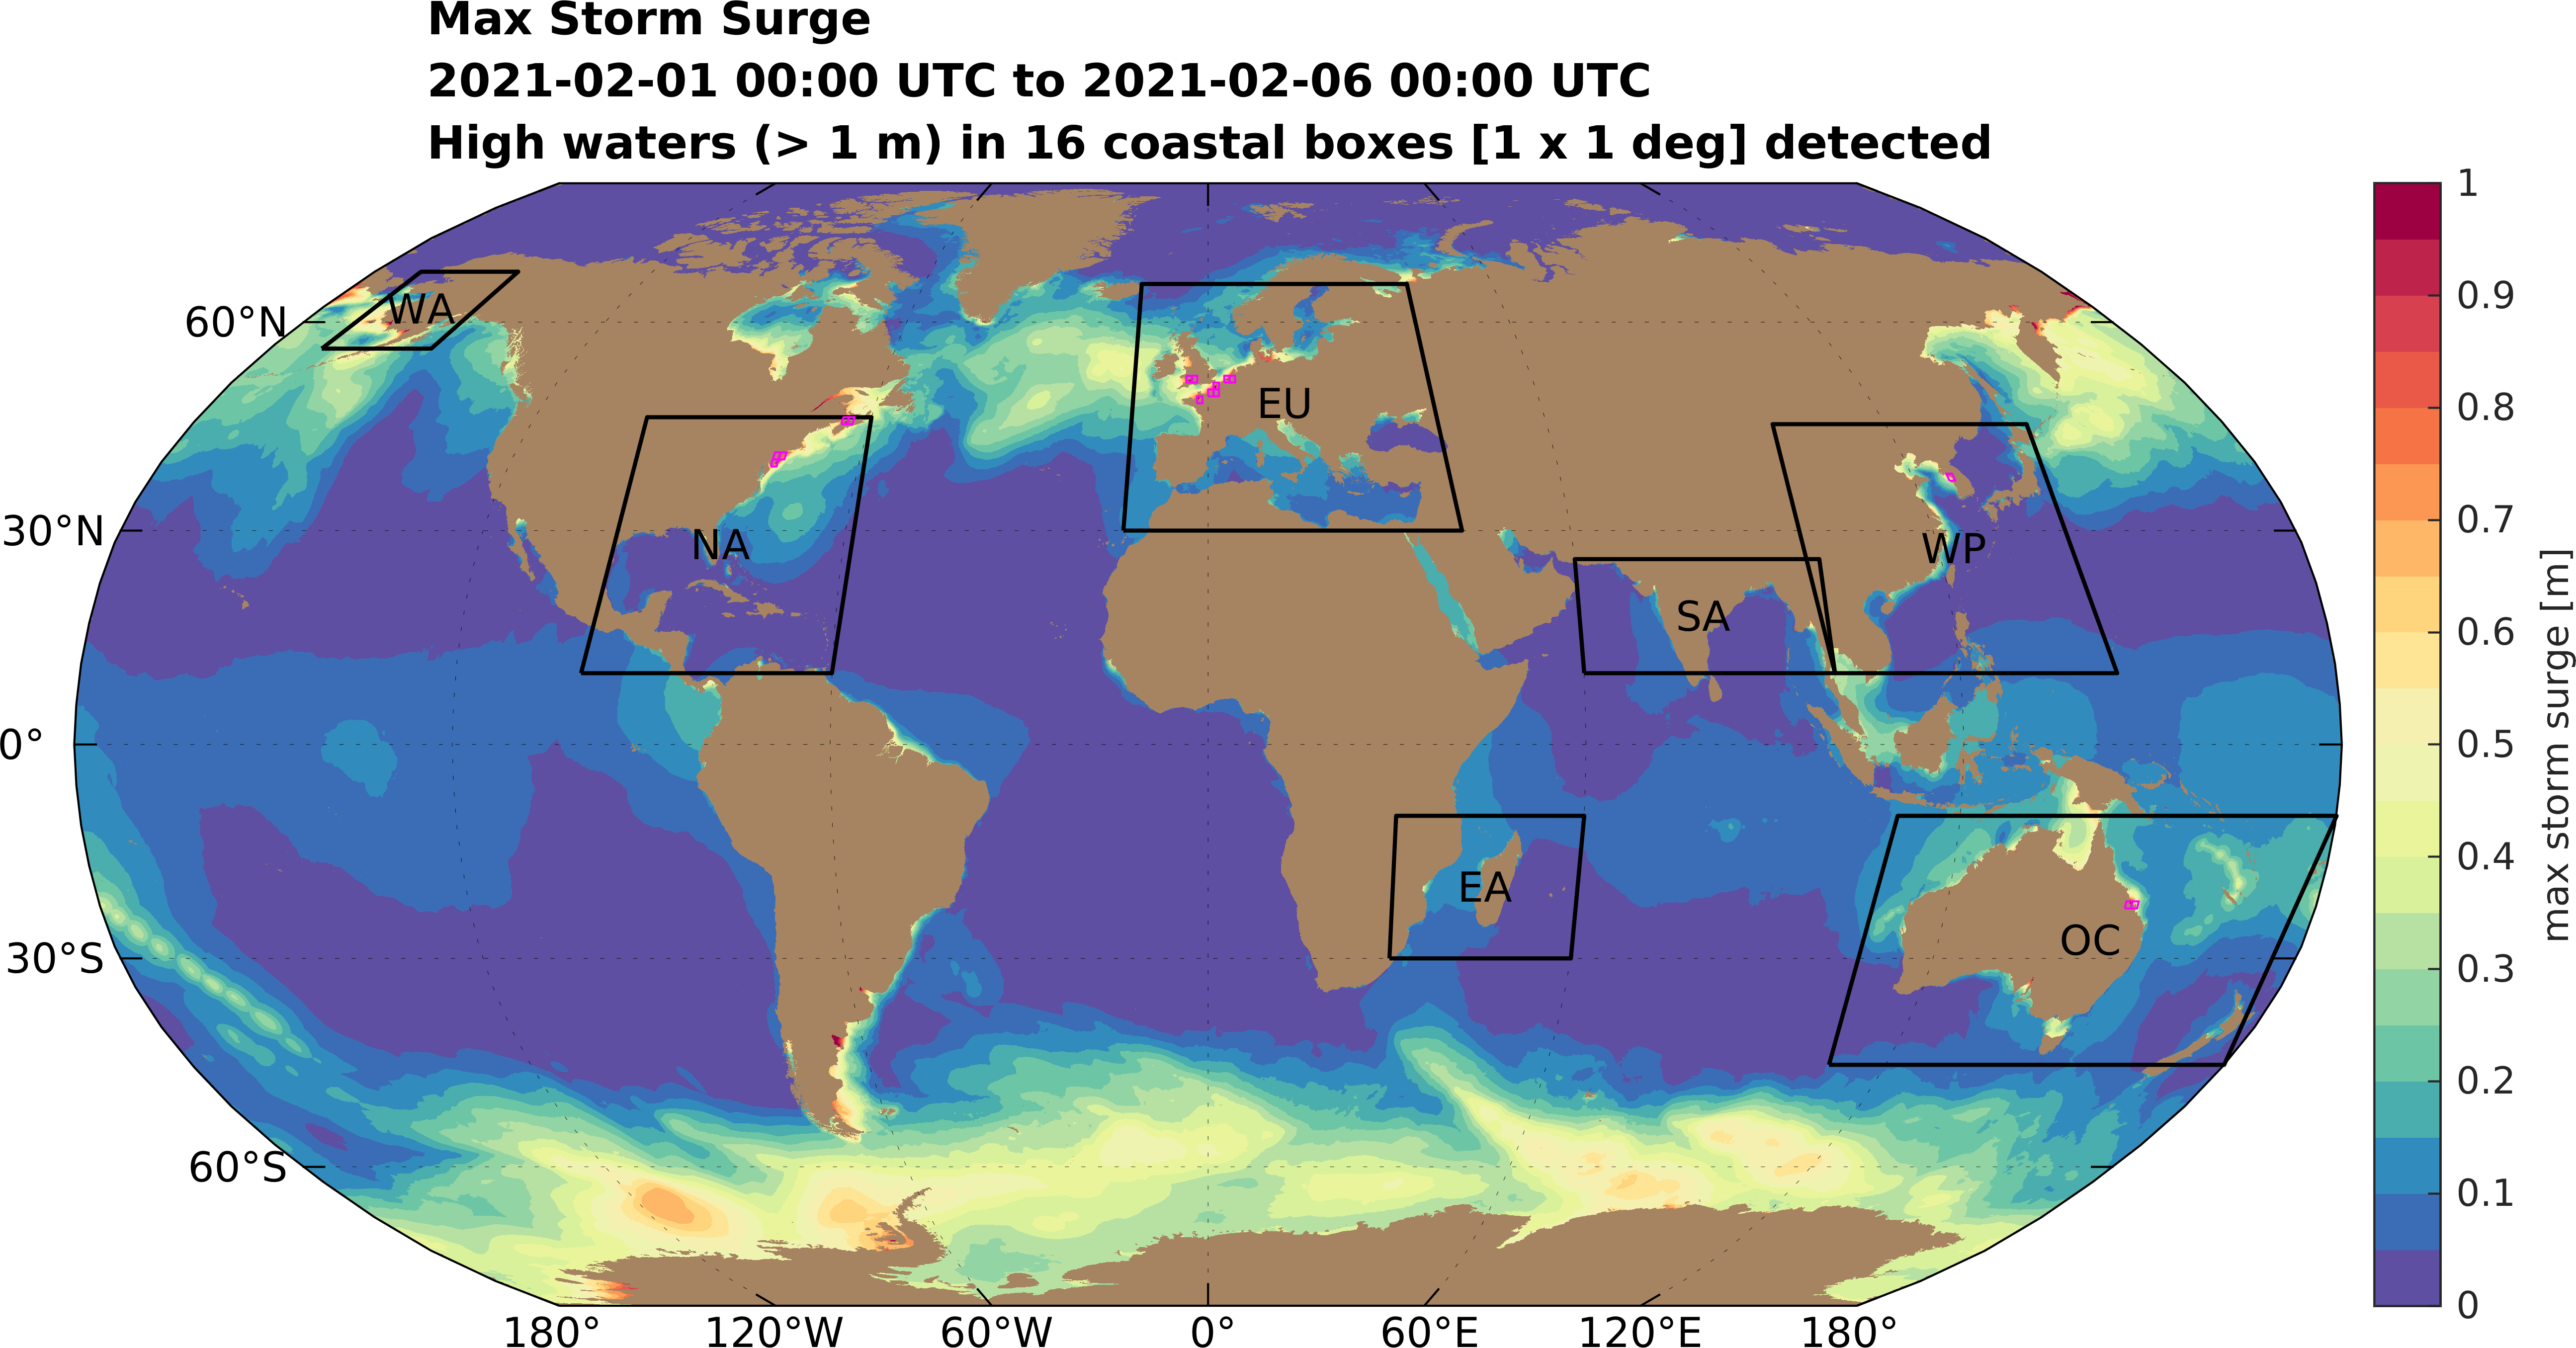 Max Storm Surge
2021-02-01 00:00 UTC to 2021-02-06 00:00 UTC
High waters (> 1 m) in 16 coastal boxes [1 x 1 deg] detected
60°N
30°N
0°
30°S
60°S
WA
EU
NA
WP
SA
EA
OC
180°
120°W
60°W
0°
60°E
120°E
180°
1
0.9
0.8
0.7
0.6
0.5
0.4
0.3
0.2
0.1
0
max storm surge [m]